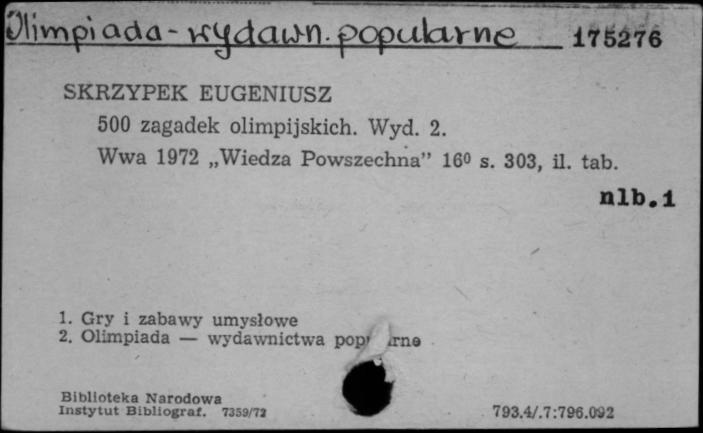 Olimpiada - wydawn. popularne 175276
SKRZYPEK EUGENIUSZ
500 zagadek olimpijskich. Wyd. 2.
Wwa 1972 „Wiedza Powszechna” 16⁰ s. 303, il. tab.
nlb.1
1. Gry i zabawy umysłowe
2. Olimpiada — wydawnictwa
Biblioteka Narodowa
Instytut Bibliograf. 7359/72
793.4/.7:796.092